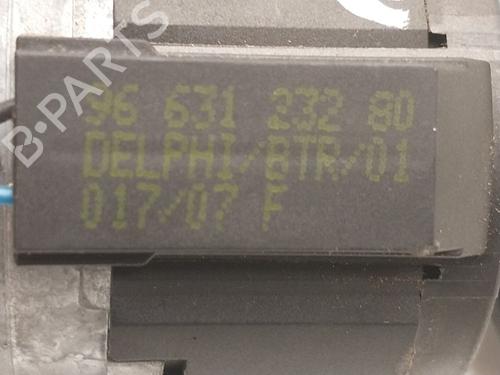 B-PARTS
96 631 232 80
DELPHI/BTR/01
017/07 F